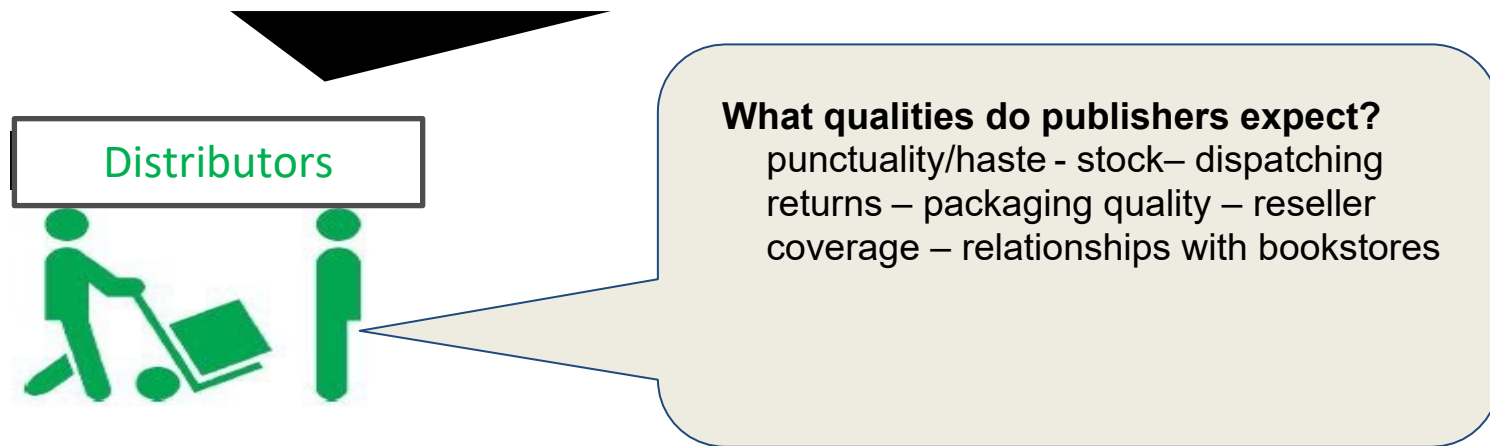 Distributors
What qualities do publishers expect?
punctuality/haste - stock– dispatching
returns – packaging quality – reseller
coverage – relationships with bookstores